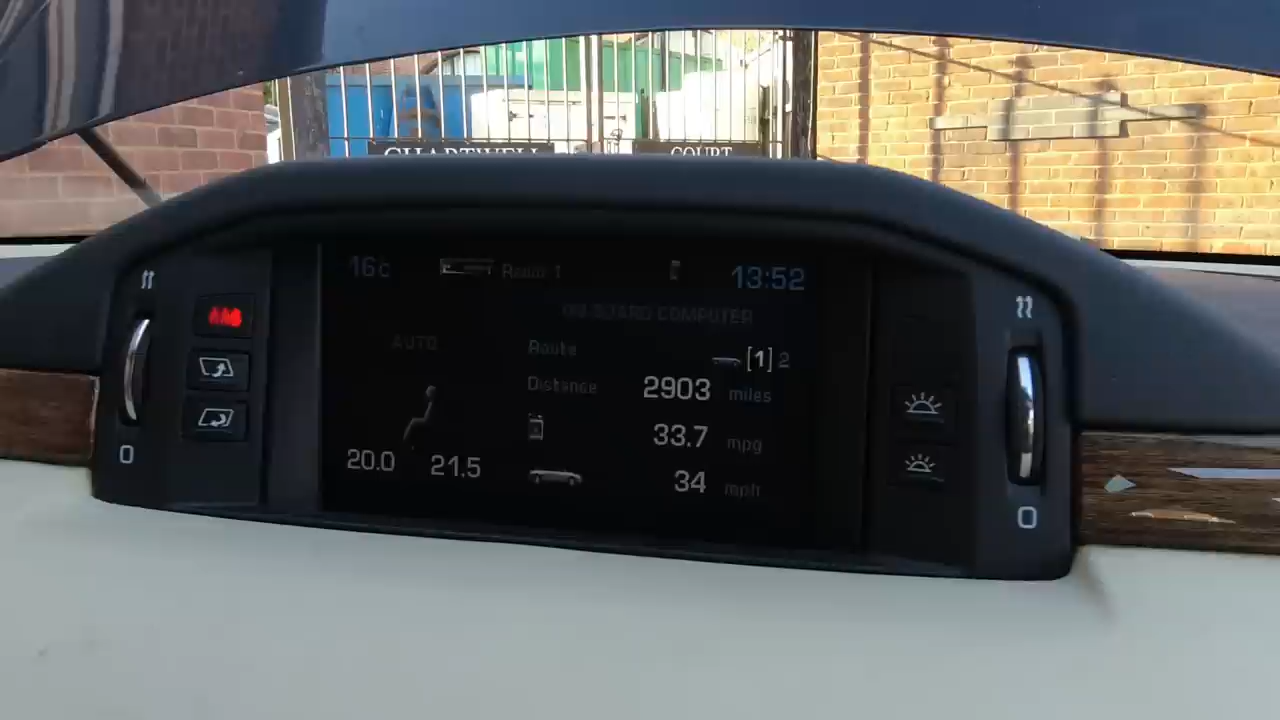 CHARTWELL COURT
16c Radio 1 13:52
ON-BOARD COMPUTER
AUTO
Route [1] 2
Distance 2903 miles
33.7 mpg
20.0 21.5
34 mph
0
0